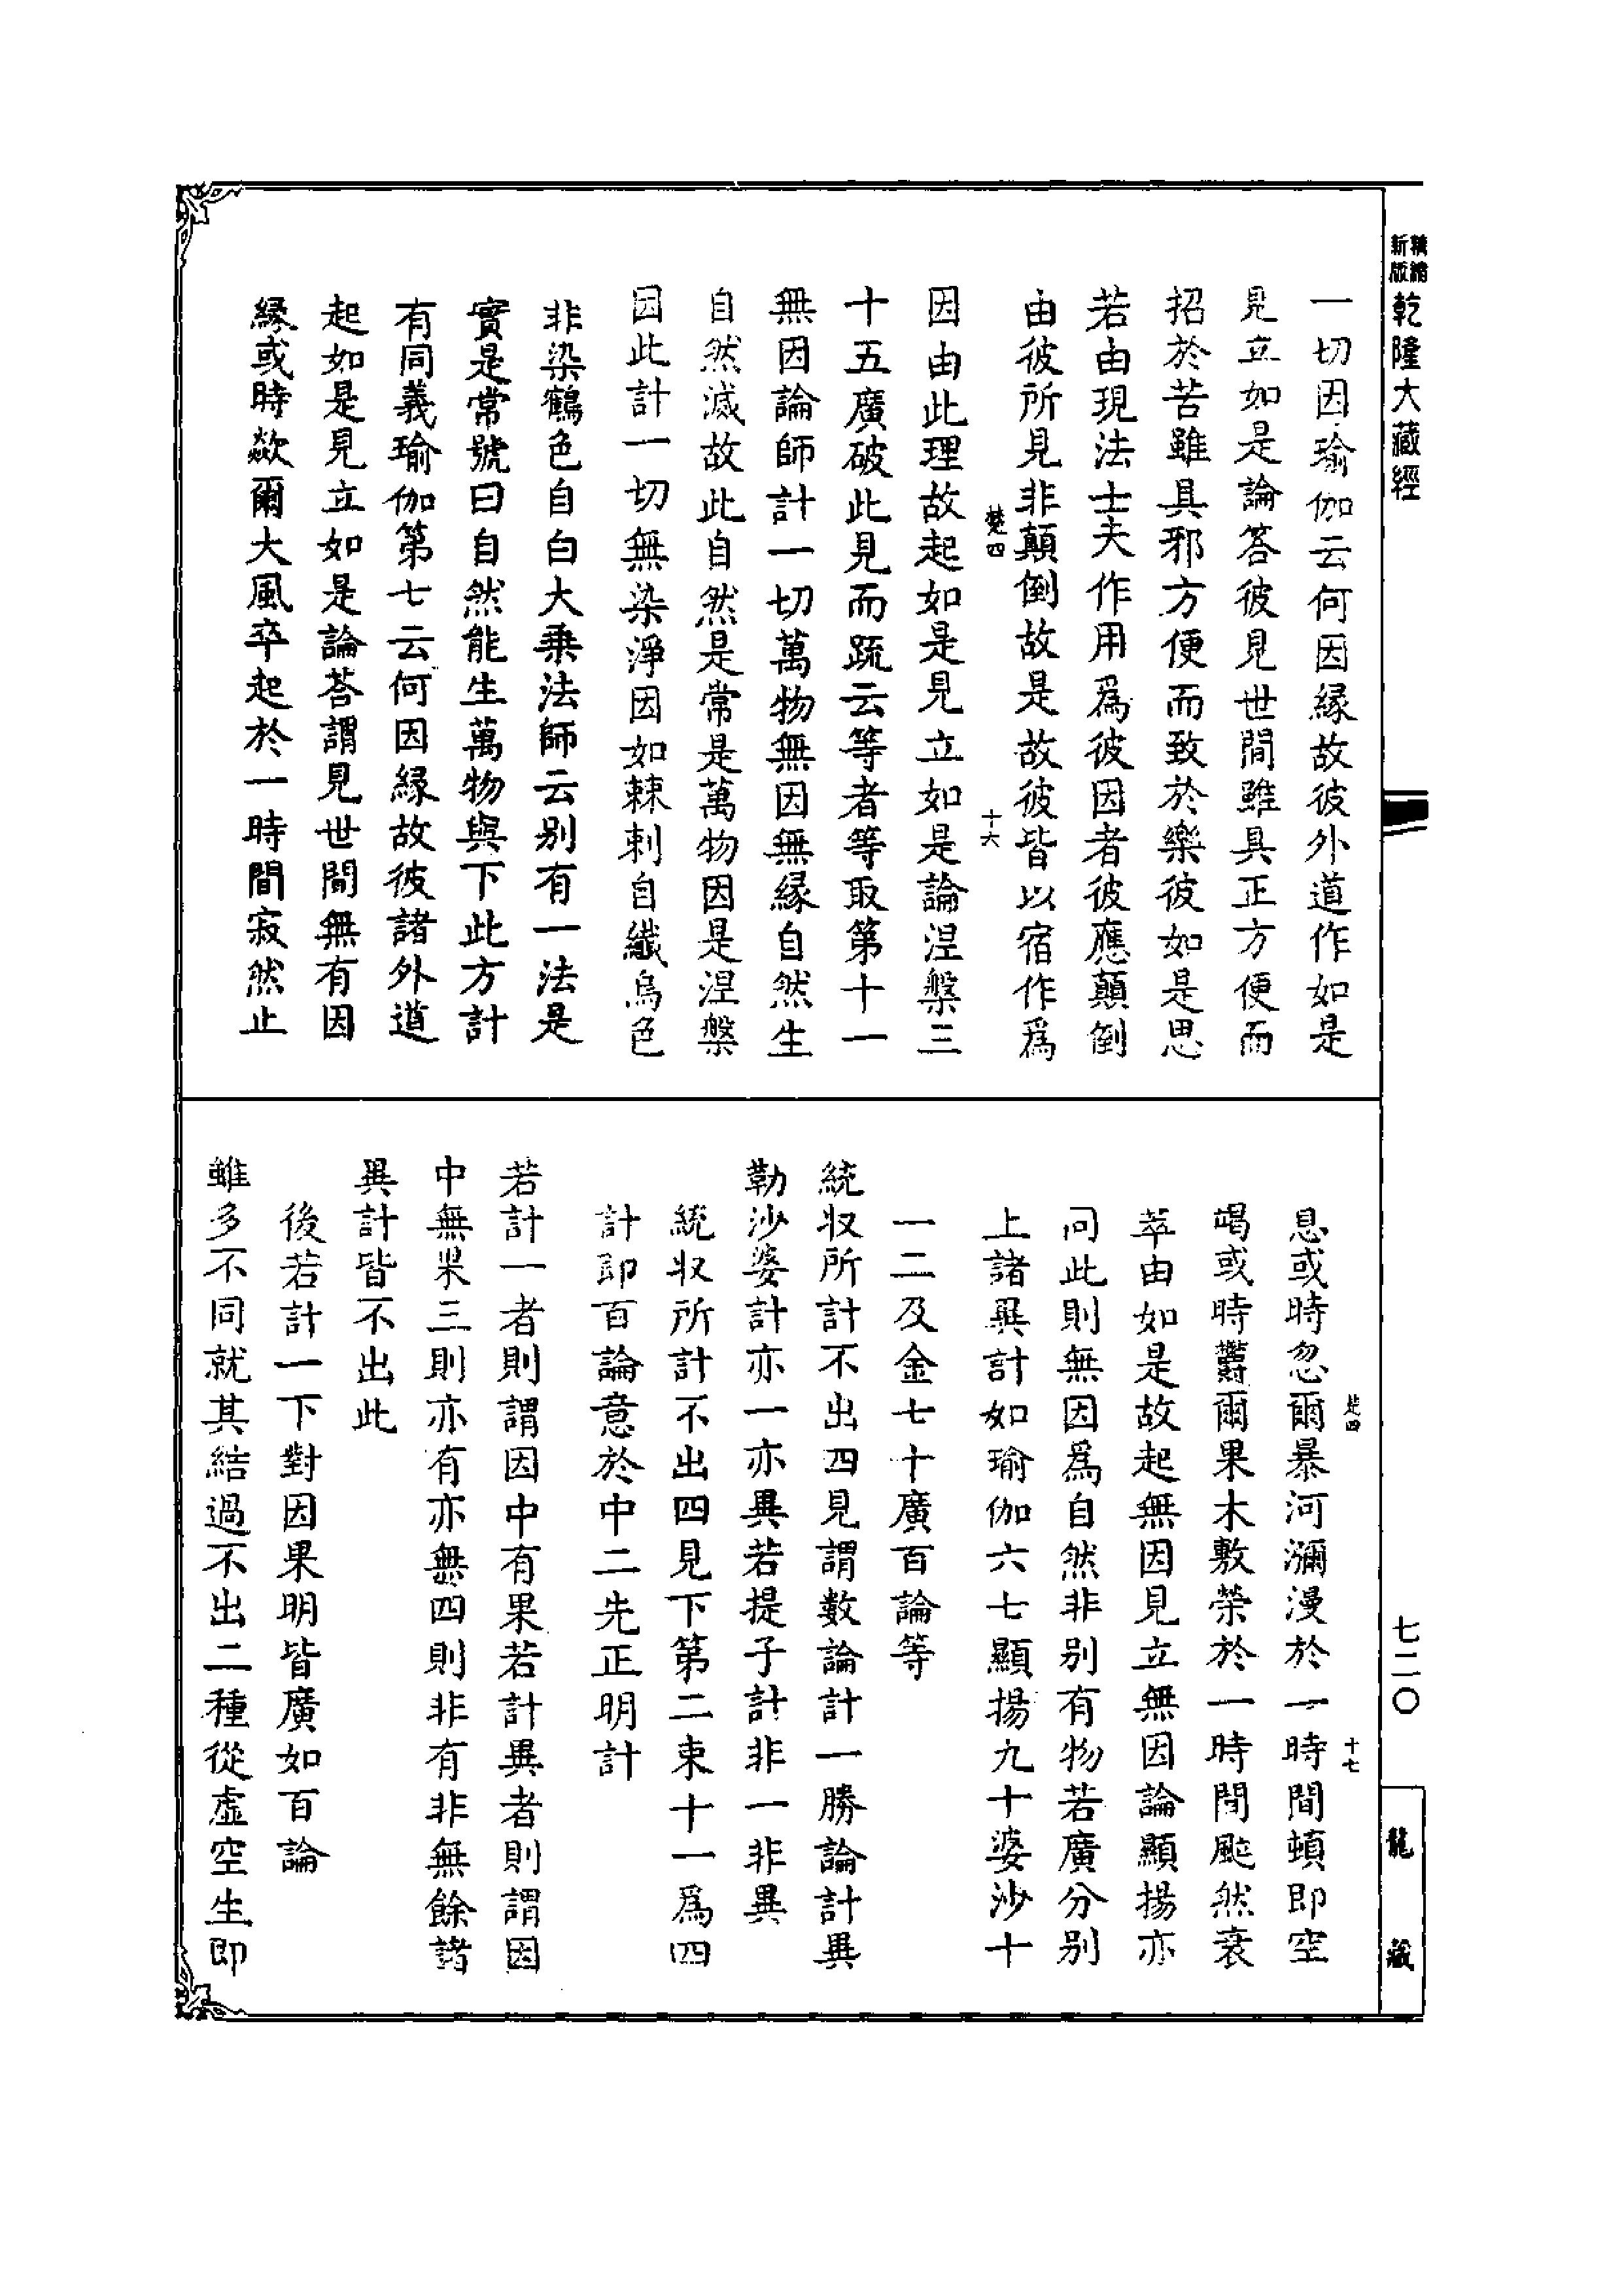 精縮
新版
乾隆大藏經
一切因瑜伽云何因縁故彼外道作如是
見立如是論答彼見世間雖具正方便而
招於苦雖具邪方便而致於樂彼如是思
若由現法士夫作用爲彼因者彼應顛倒
由彼所見非顛倒故是故彼皆以宿作爲
楚四
十六
因由此理故起如是見立如是論涅槃三
十五廣破此見而疏云等者等取第十一
無因論師計一切萬物無因無縁自然生
自然滅故此自然是常是萬物因是涅槃
因此計一切無染淨因如棘刺自纖烏色
非染鶴色自白大乗法師云别有一法是
實是常號曰自然能生萬物與下此方計
有同義瑜伽第七云何因縁故彼諸外道
起如是見立如是論荅謂見世間無有因
縁或時歘爾大風卒起於一時間寂然止
楚四
十七
息或時忽爾暴河瀰漫於一時間頓即空
竭或時欝爾果木敷榮於一時間颯然衰
萃由如是故起無因見立無因論顯揚亦
同此則無因爲自然非别有物若廣分别
上諸異計如瑜伽六七顯揚九十婆沙十
一二及金七十廣百論等
統収所計不出四見謂數論計一勝論計異
勒沙婆計亦一亦異若提子計非一非異
統収所計不出四見下第二束十一爲四
計即百論意於中二先正明計
若計一者則謂因中有果若計異者則謂因
中無果三則亦有亦無四則非有非無餘諸
異計皆不出此
後若計一下對因果明皆廣如百論
雖多不同就其結過不出二種從虛空生即
七二〇
龍藏